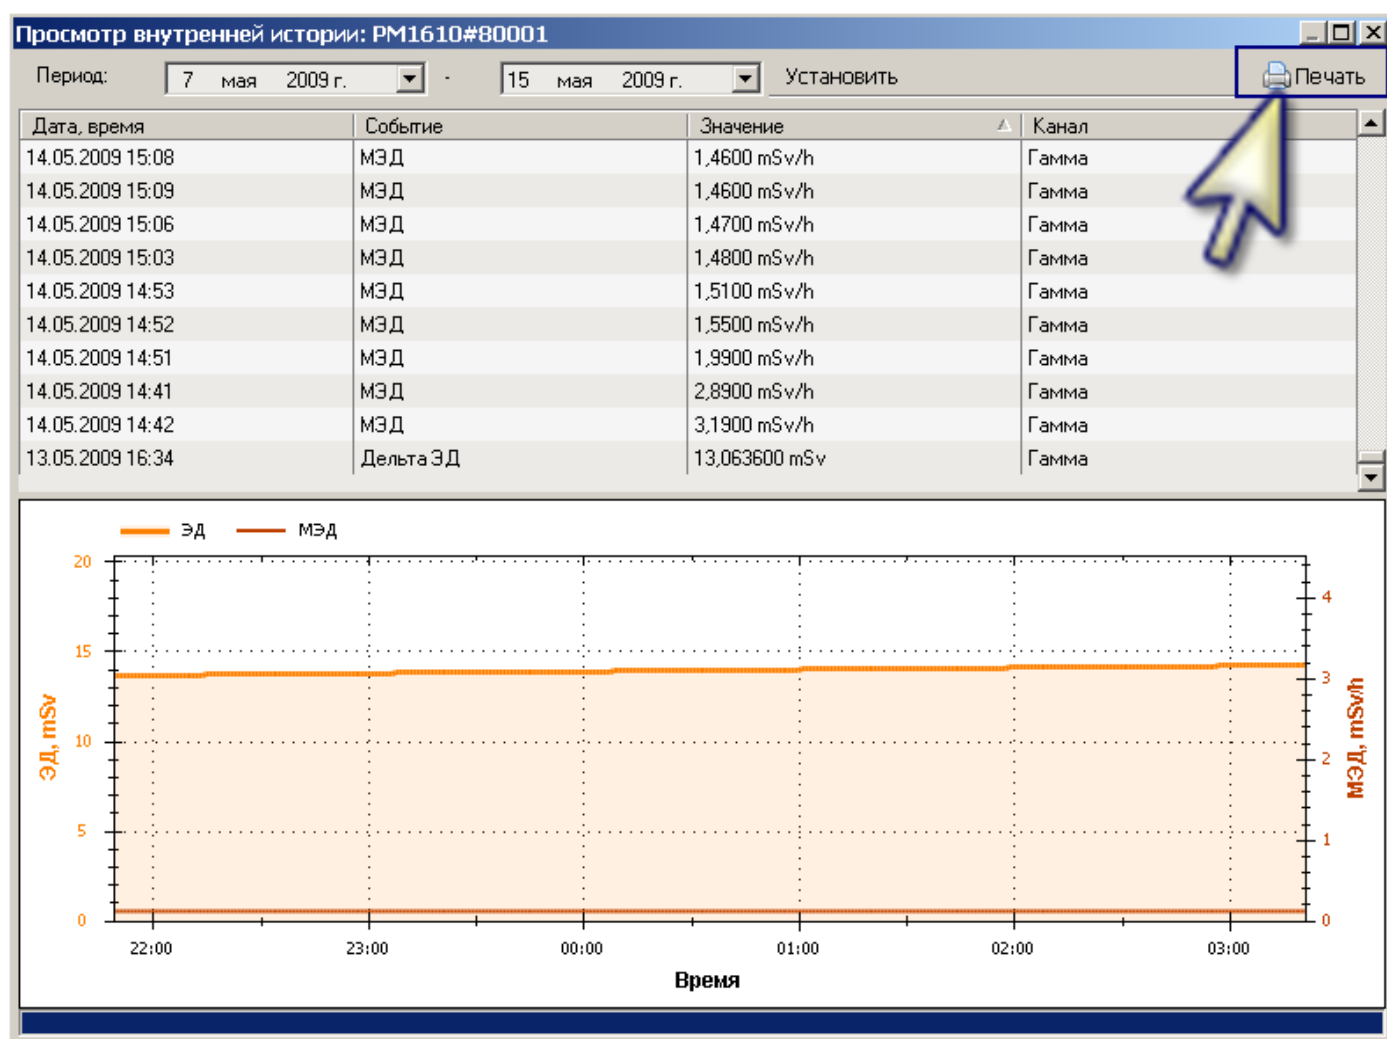 Просмотр внутренней истории: PM1610#80001
Период: 7 мая 2009 г. - 15 мая 2009 г. Установить Печать
Дата, время Событие Значение Канал
14.05.2009 15:08 МЭД 1,4600 mSv/h Гамма
14.05.2009 15:09 МЭД 1,4600 mSv/h Гамма
14.05.2009 15:06 МЭД 1,4700 mSv/h Гамма
14.05.2009 15:03 МЭД 1,4800 mSv/h Гамма
14.05.2009 14:53 МЭД 1,5100 mSv/h Гамма
14.05.2009 14:52 МЭД 1,5500 mSv/h Гамма
14.05.2009 14:51 МЭД 1,9900 mSv/h Гамма
14.05.2009 14:41 МЭД 2,8900 mSv/h Гамма
14.05.2009 14:42 МЭД 3,1900 mSv/h Гамма
13.05.2009 16:34 Дельта ЭД 13,063600 mSv Гамма
ЭД МЭД
20
4
15
3
ЭД, mSv
МЭД, mSv/h
10
2
5
1
0
0
22:00 23:00 00:00 01:00 02:00 03:00
Время